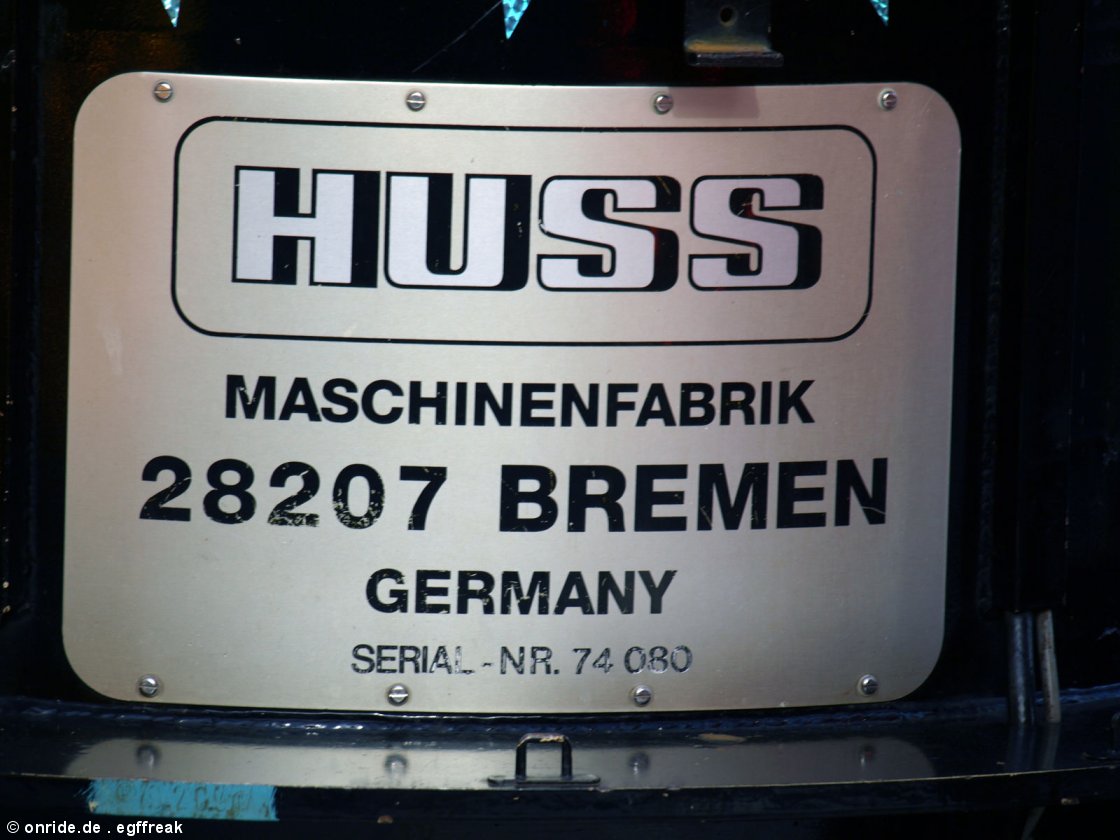 HUSS
MASCHINENFABRIK
28207 BREMEN
GERMANY
SERIAL-NR. 74 080
© onride.de . egffreak